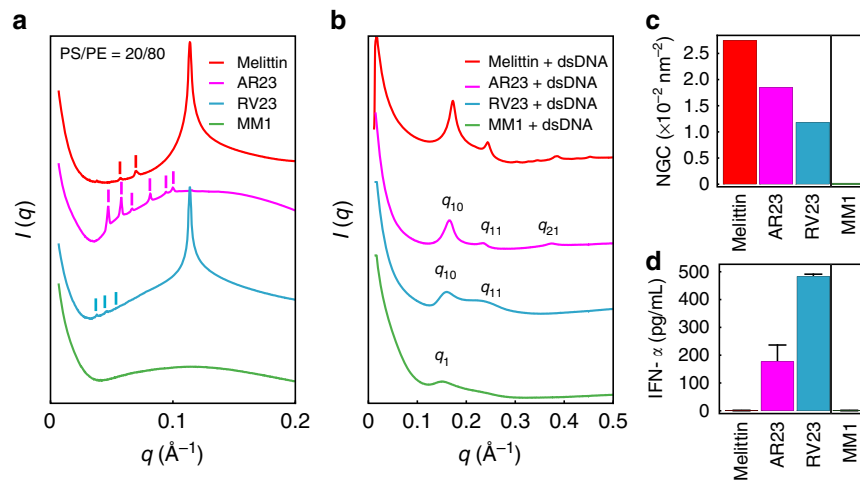 a
PS/PE = 20/80
Melittin
AR23
RV23
MM1
I (q)
0
0.1
0.2
q (Å⁻¹)
b
Melittin + dsDNA
AR23 + dsDNA
RV23 + dsDNA
MM1 + dsDNA
q₁₀
q₁₁
q₂₁
q₁₀
q₁₁
q₁
I (q)
0
0.1
0.2
0.3
0.4
0.5
q (Å⁻¹)
c
NGC (×10⁻² nm⁻²)
2.5
2.0
1.5
1.0
0.5
0
Melittin
AR23
RV23
MM1
d
IFN- α (pg/mL)
500
400
300
200
100
0
Melittin
AR23
RV23
MM1